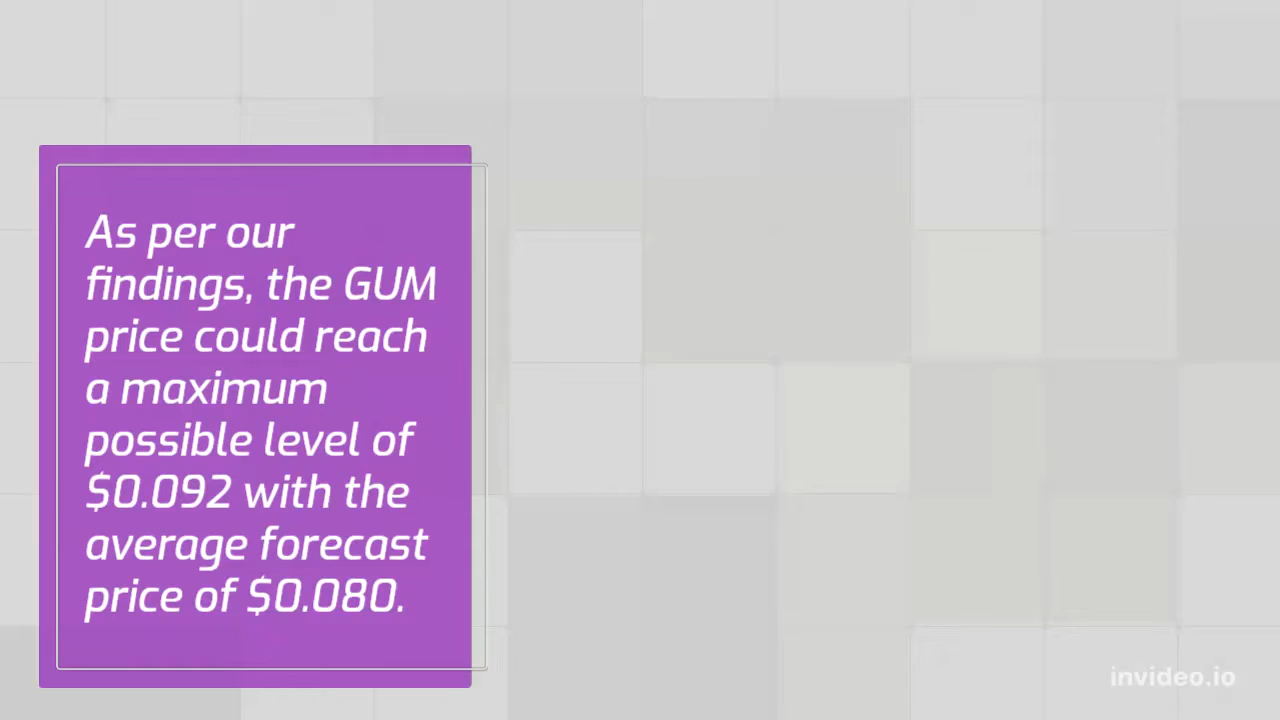 As per our
findings, the GUM
price could reach
a maximum
possible level of
$0.092 with the
average forecast
price of $0.080.
invideo.io